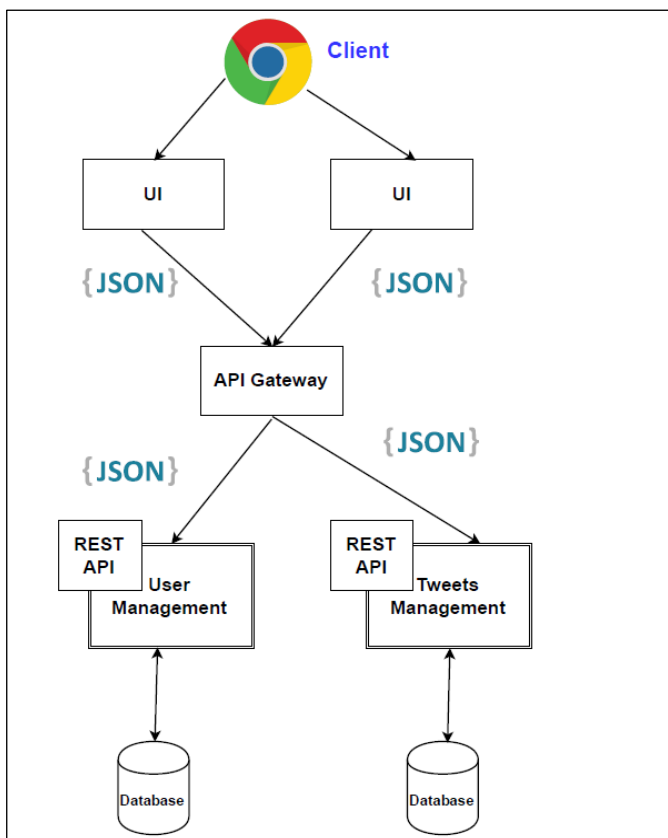 Client
UI
UI
{JSON}
{JSON}
API Gateway
{JSON}
{JSON}
REST
API
User
Management
REST
API
Tweets
Management
Database
Database